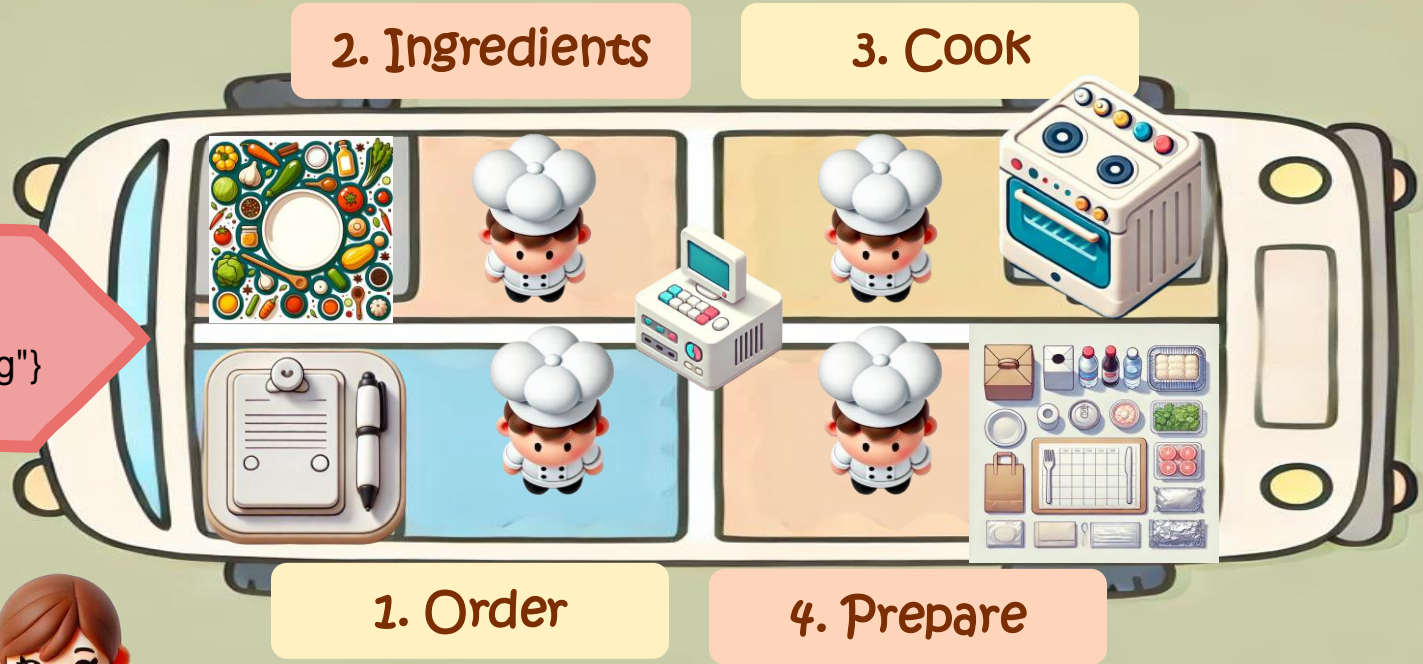 2. Ingredients
3. Cook
g"}
1. Order
4. Prepare